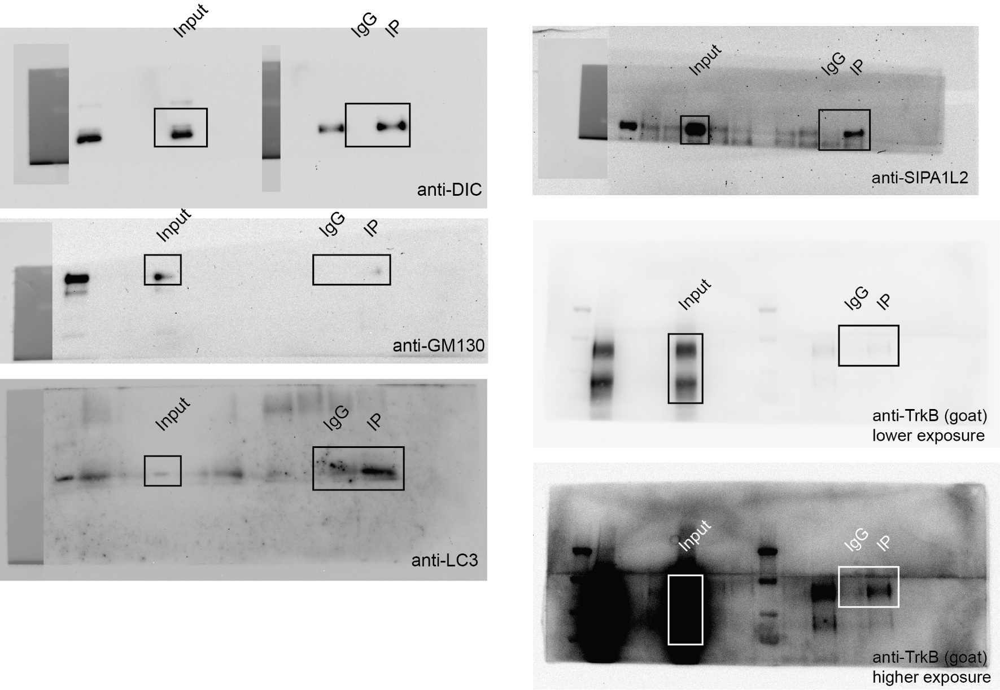 Input
IgG
IP
anti-DIC
Input
IgG
IP
anti-GM130
Input
IgG
IP
anti-LC3
Input
IgG
IP
anti-SIPA1L2
Input
IgG
IP
anti-TrkB (goat)
lower exposure
Input
IgG
IP
anti-TrkB (goat)
higher exposure